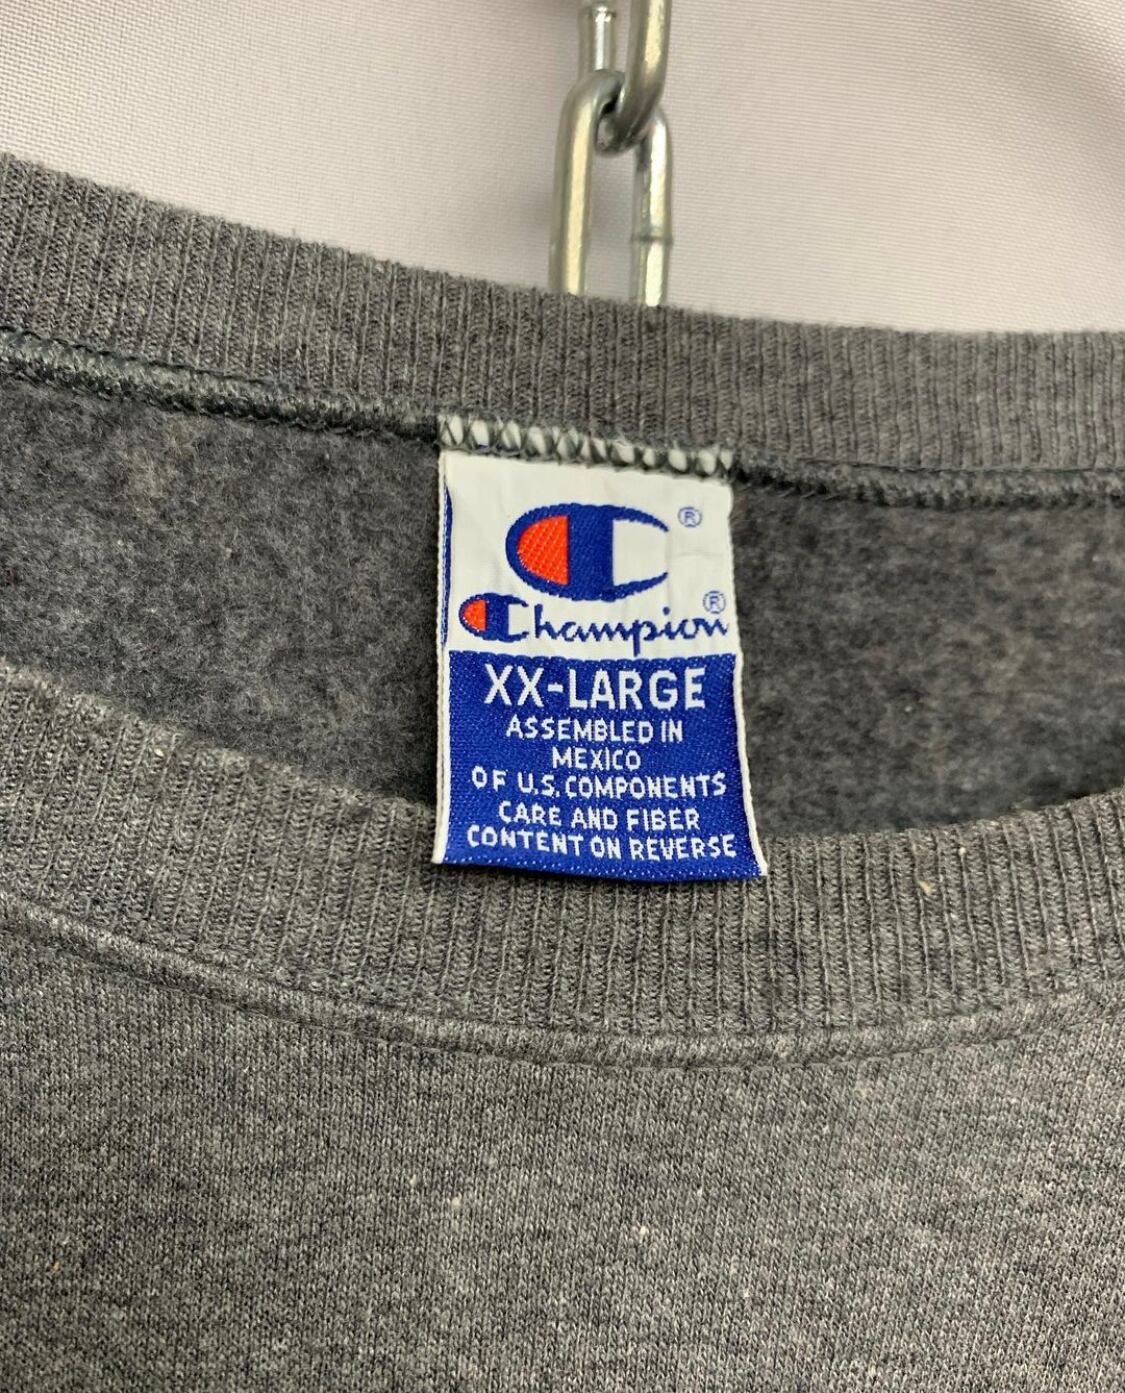 ®
Champion®
XX-LARGE
ASSEMBLED IN
MEXICO
OF U.S. COMPONENTS
CARE AND FIBER
CONTENT ON REVERSE